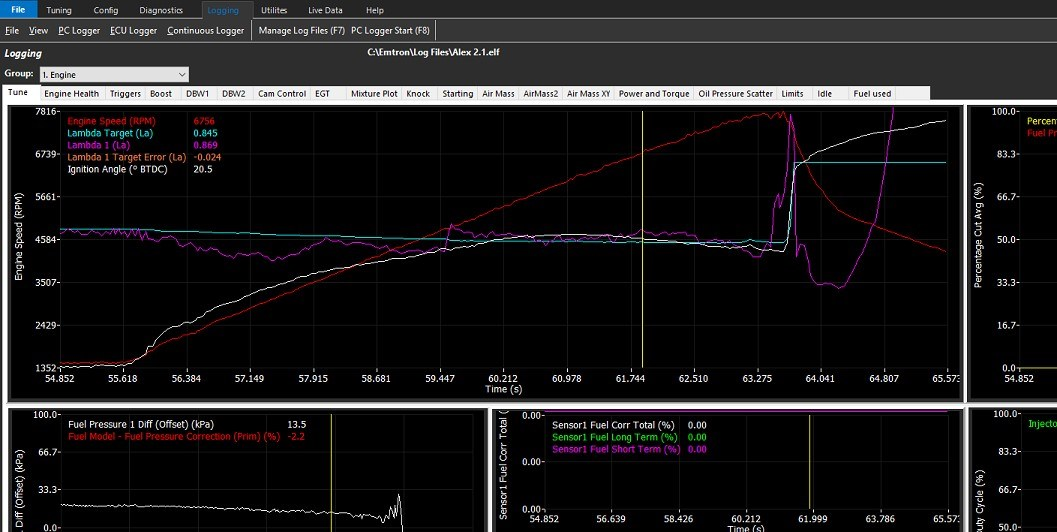 File Tuning Config Diagnostics Logging Utilites Live Data Help
File View PC Logger ECU Logger Continuous Logger Manage Log Files (F7) PC Logger Start (F8)
Logging C:\Emtron\Log Files\Alex 2.1.elf
Group: 1. Engine
Tune Engine Health Triggers Boost DBW1 DBW2 Cam Control EGT Mixture Plot Knock Starting Air Mass AirMass2 Air Mass XY Power and Torque Oil Pressure Scatter Limits Idle Fuel used
7816
Engine Speed (RPM) 6756
Lambda Target (La) 0.845
Lambda 1 (La) 0.869
Lambda 1 Target Error (La) -0.024
Ignition Angle (º BTDC) 20.5
6739
5661
4584
3507
2429
1352
Engine Speed (RPM)
54.852 55.618 56.384 57.149 57.915 58.681 59.447 60.212 60.978 61.744 62.510 63.275 64.041 64.807 65.573
Time (s)
100.0
Percent
Fuel Pr
83.3
66.7
50.0
33.3
16.7
0.0
Percentage Cut Avg (%)
54.852
100.0
Fuel Pressure 1 Diff (Offset) (kPa) 13.5
Fuel Model - Fuel Pressure Correction (Prim) (%) -2.2
66.7
33.3
0.0
1 Diff (Offset) (kPa)
0.00
Sensor1 Fuel Corr Total (%) 0.00
Sensor1 Fuel Long Term (%) 0.00
Sensor1 Fuel Short Term (%) 0.00
0.00
0.00
Sensor1 Fuel Corr Total (
54.852 56.639 58.426 60.212 61.999 63.786 65.573
Time (s)
100.0
Injecto
83.3
66.7
50.0
Duty Cycle (%)